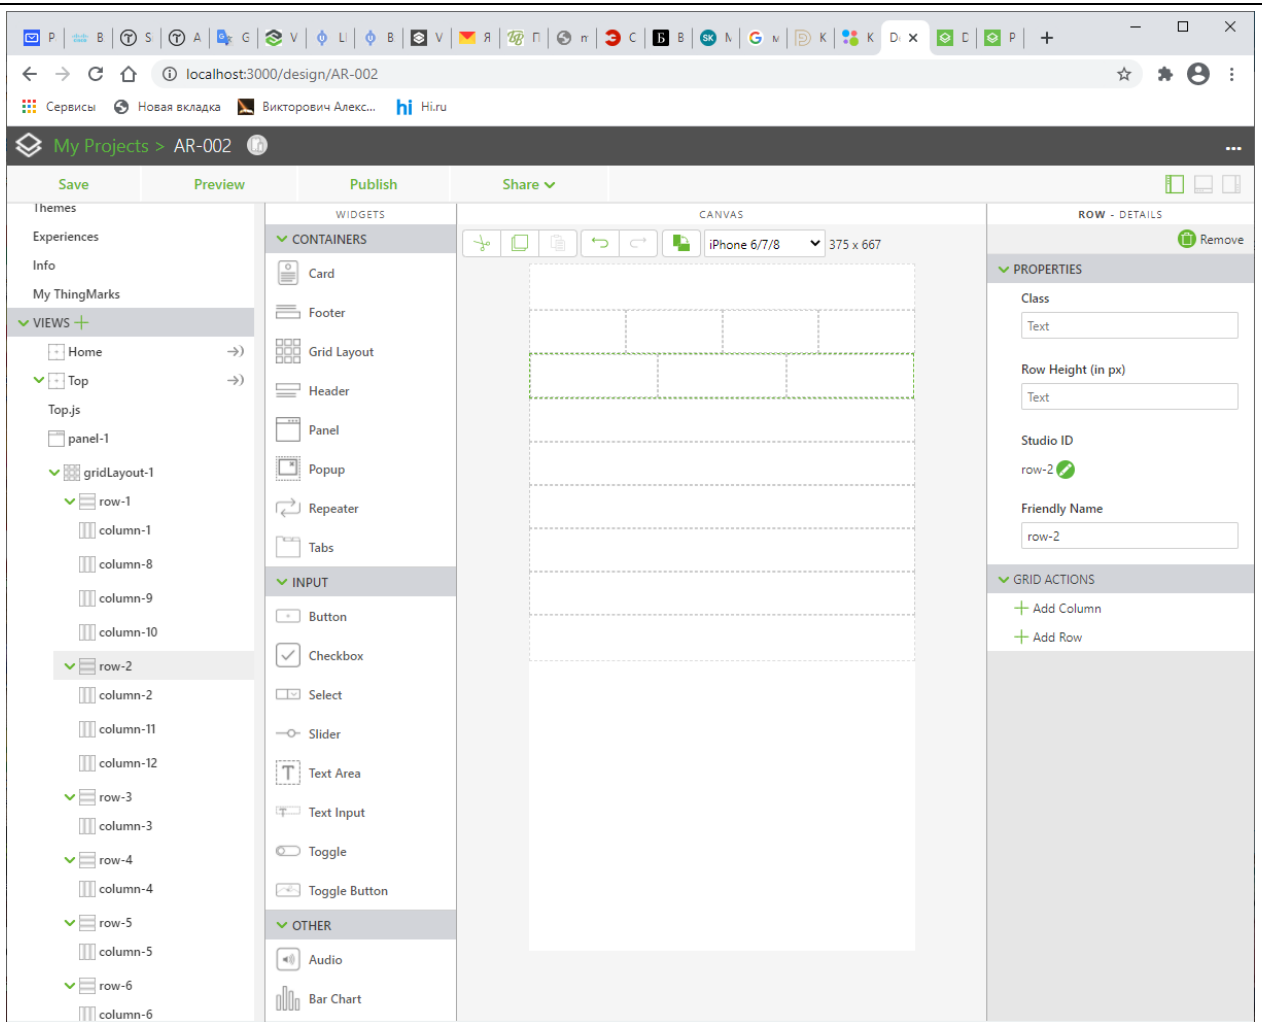 P B S A G V Ц В V Я П п С В N м K K Do D P
localhost:3000/design/AR-002
Сервисы Новая вкладка Викторович Алекс... hi Hi.ru
My Projects > AR-002
Save Preview Publish Share
Themes
Experiences
Info
My ThingMarks
VIEWS
Home
Top
Top.js
panel-1
gridLayout-1
row-1
column-1
column-8
column-9
column-10
row-2
column-2
column-11
column-12
row-3
column-3
row-4
column-4
row-5
column-5
row-6
column-6
WIDGETS
CONTAINERS
Card
Footer
Grid Layout
Header
Panel
Popup
Repeater
Tabs
INPUT
Button
Checkbox
Select
Slider
Text Area
Text Input
Toggle
Toggle Button
OTHER
Audio
Bar Chart
CANVAS
iPhone 6/7/8 375 x 667
ROW - DETAILS
Remove
PROPERTIES
Class
Text
Row Height (in px)
Text
Studio ID
row-2
Friendly Name
row-2
GRID ACTIONS
Add Column
Add Row